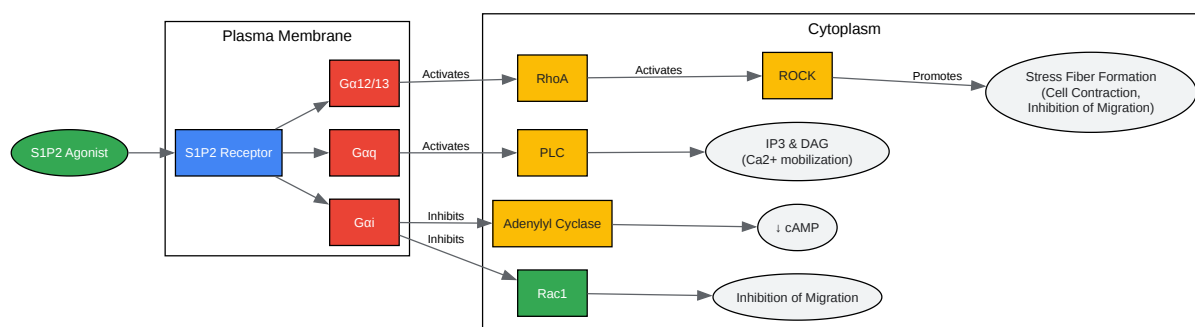 Plasma Membrane
Cytoplasm
Gα12/13
Activates
RhoA
Activates
ROCK
Promotes
Stress Fiber Formation
(Cell Contraction,
Inhibition of Migration)
S1P2 Agonist
S1P2 Receptor
Gαq
Activates
PLC
IP3 & DAG
(Ca2+ mobilization)
Gαi
Inhibits
Adenylyl Cyclase
↓ cAMP
Inhibits
Rac1
Inhibition of Migration